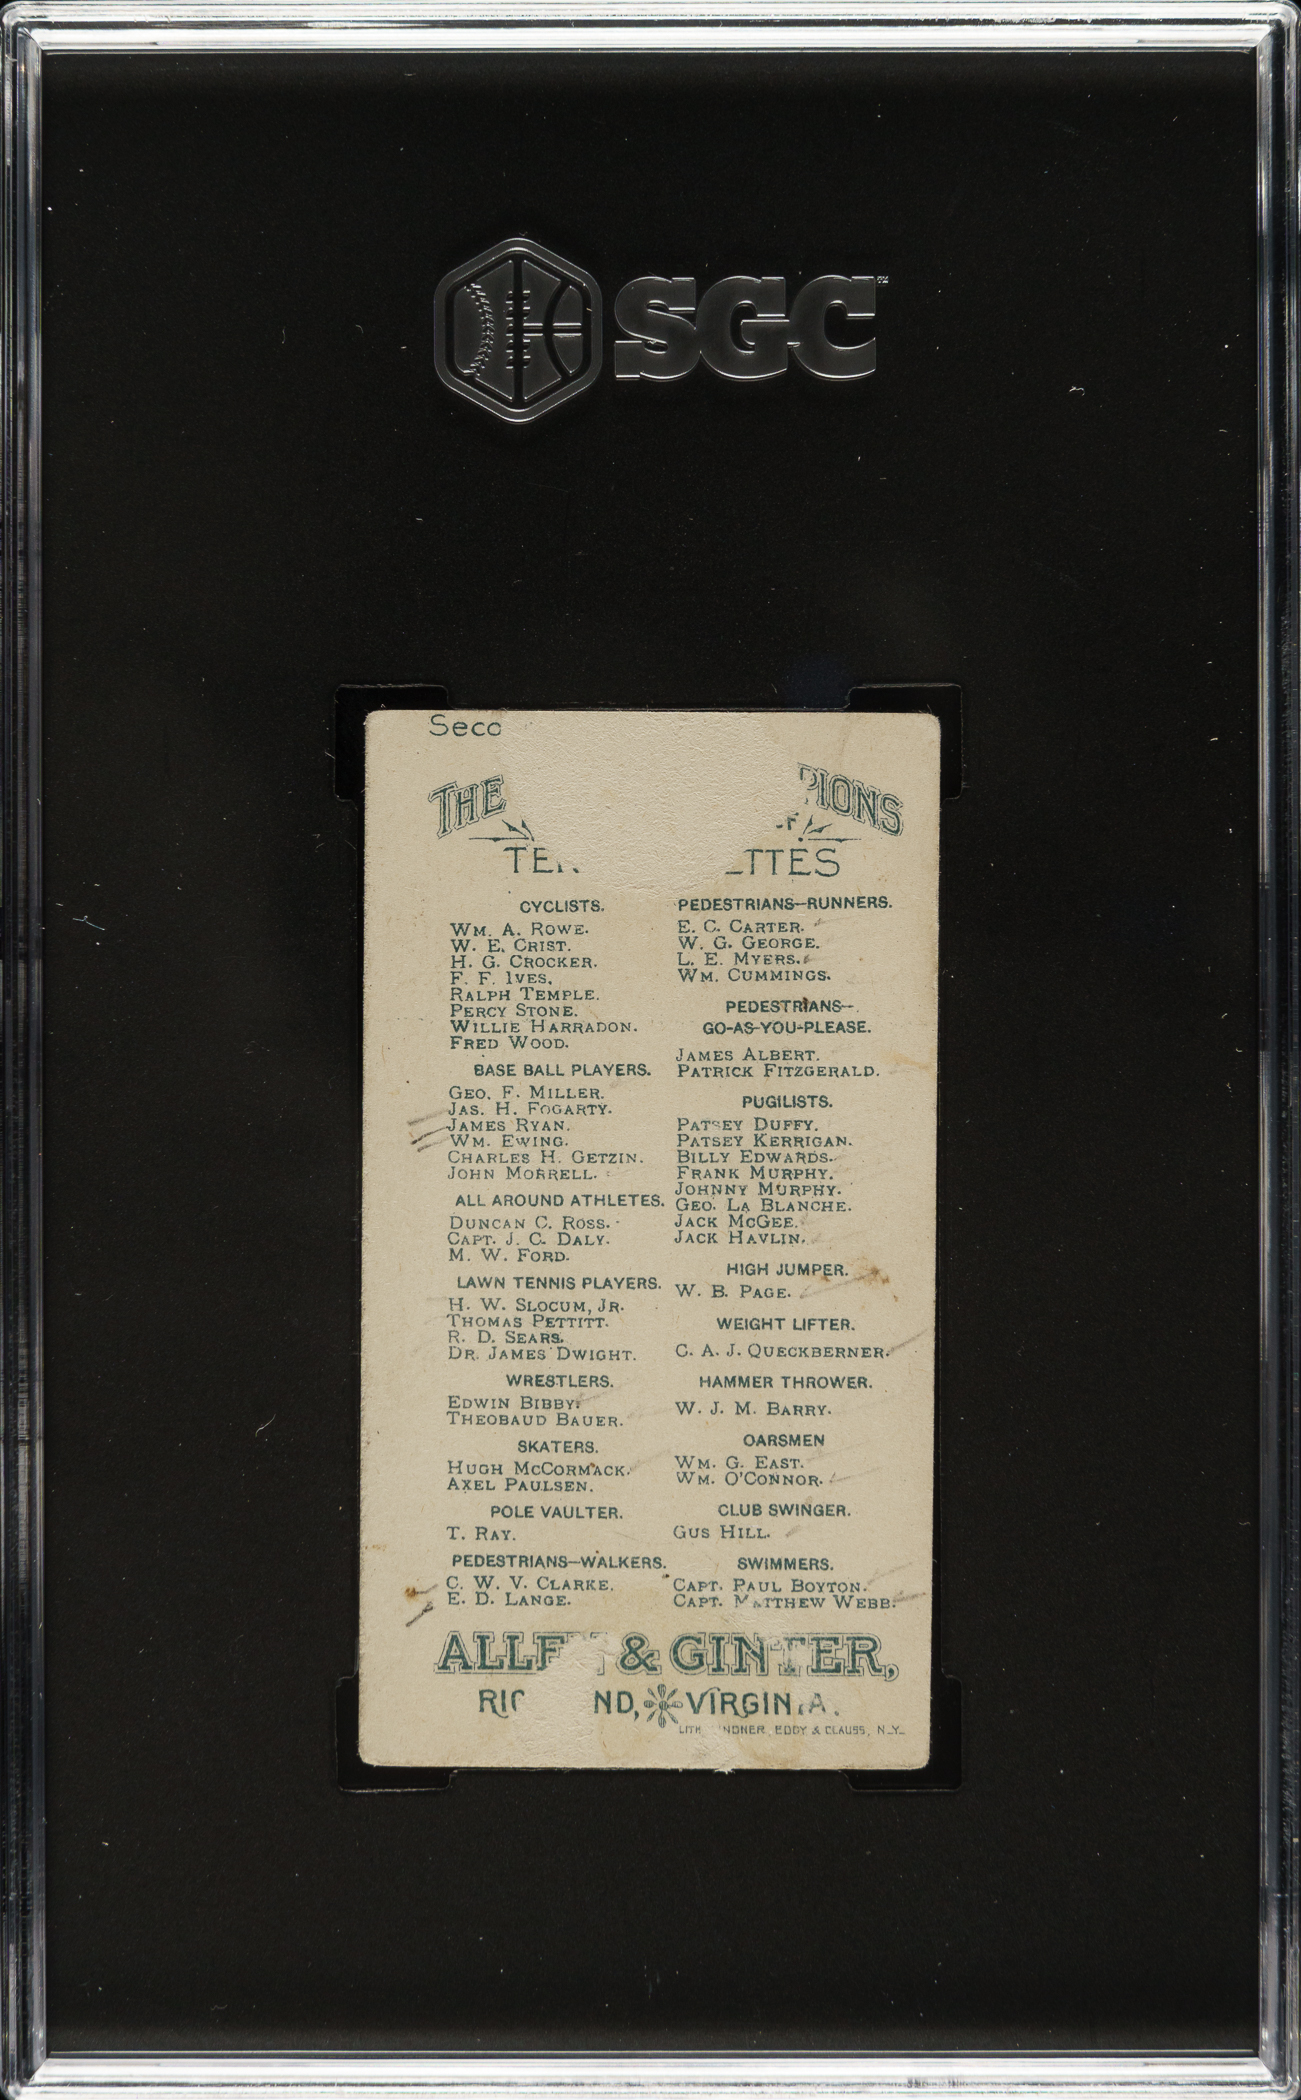 SGC™
Seco
THE PIONS
OF
TEN ETTES
CYCLISTS.
WM. A. ROWE.
W. E. CRIST.
H. G. CROCKER.
F. F. IVES.
RALPH TEMPLE.
PERCY STONE.
WILLIE HARRADON.
FRED WOOD.
BASE BALL PLAYERS.
GEO. F. MILLER.
JAS. H. FOGARTY.
JAMES RYAN.
WM. EWING.
CHARLES H. GETZIN.
JOHN MORRELL.
ALL AROUND ATHLETES.
DUNCAN C. ROSS.
CAPT. J. C. DALY.
M. W. FORD.
LAWN TENNIS PLAYERS.
H. W. SLOCUM, JR.
THOMAS PETTITT.
R. D. SEARS.
DR. JAMES DWIGHT.
WRESTLERS.
EDWIN BIBBY.
THEOBAUD BAUER.
SKATERS.
HUGH MCCORMACK.
AXEL PAULSEN.
POLE VAULTER.
T. RAY.
PEDESTRIANS—WALKERS.
C. W. V. CLARKE.
E. D. LANGE.
PEDESTRIANS—RUNNERS.
E. C. CARTER.
W. G. GEORGE.
L. E. MYERS.
WM. CUMMINGS.
PEDESTRIANS—
GO-AS-YOU-PLEASE.
JAMES ALBERT.
PATRICK FITZGERALD.
PUGILISTS.
PATSEY DUFFY.
PATSEY KERRIGAN.
BILLY EDWARDS.
FRANK MURPHY.
JOHNNY MURPHY.
GEO. LA BLANCHE.
JACK MCGEE.
JACK HAVLIN.
HIGH JUMPER.
W. B. PAGE.
WEIGHT LIFTER.
C. A. J. QUECKBERNER.
HAMMER THROWER.
W. J. M. BARRY.
OARSMEN
WM. G. EAST.
WM. O'CONNOR.
CLUB SWINGER.
GUS HILL.
SWIMMERS.
CAPT. PAUL BOYTON.
CAPT. MATTHEW WEBB.
ALLEN & GINTER,
RIC ND, VIRGINIA.
LITH NDNER, EDDY & CLAUSS, N.Y.